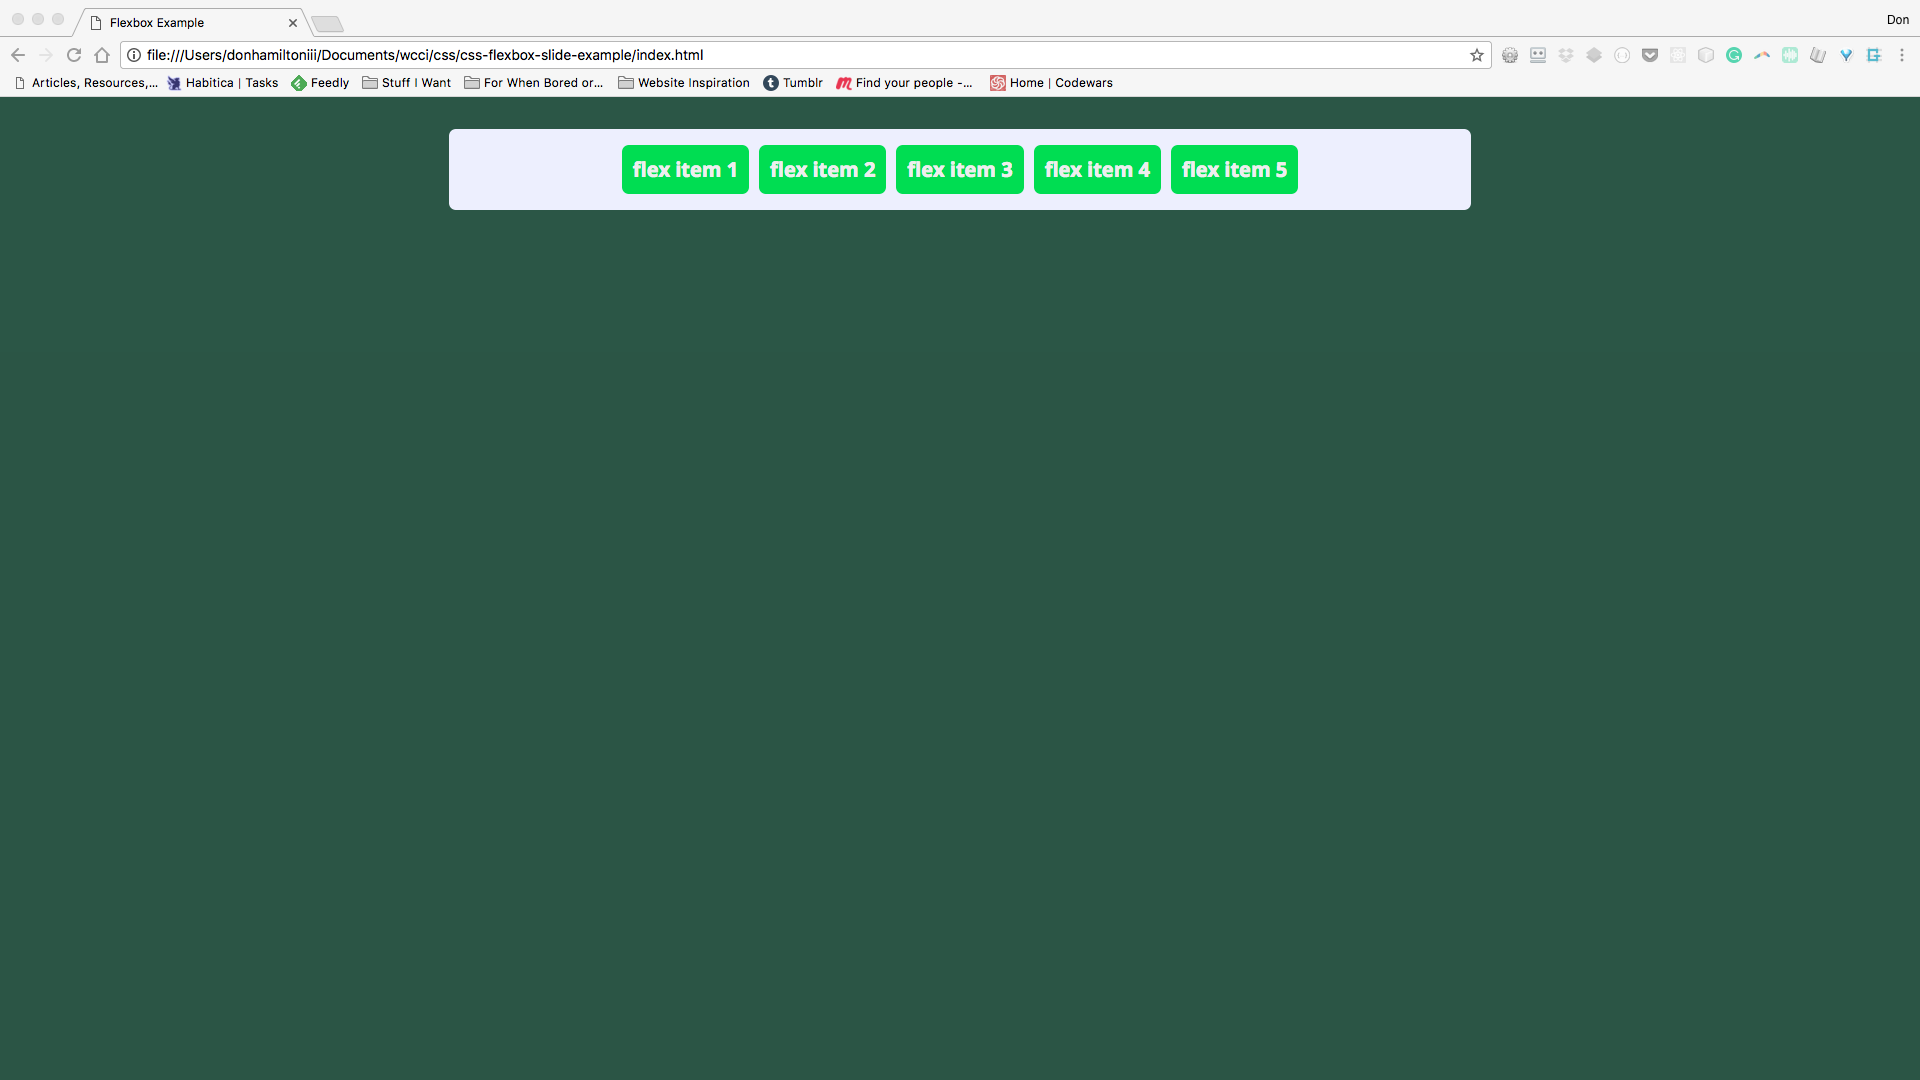 Flexbox Example
Don
file:///Users/donhamiltoniii/Documents/wcci/css/css-flexbox-slide-example/index.html
Articles, Resources,... Habitica | Tasks Feedly Stuff I Want For When Bored or... Website Inspiration Tumblr Find your people -... Home | Codewars
flex item 1 flex item 2 flex item 3 flex item 4 flex item 5